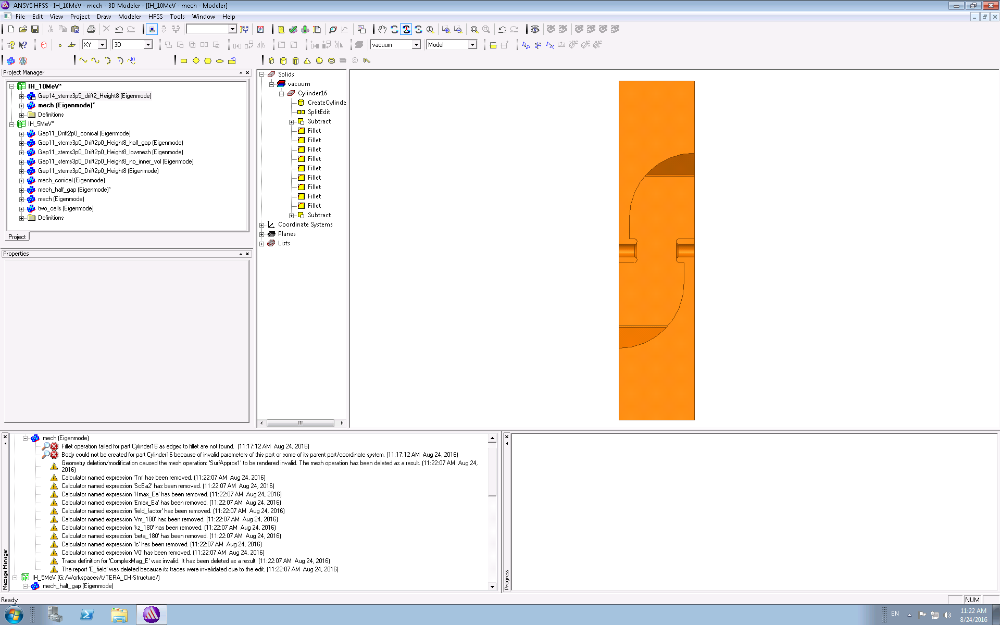 ANSYS HFSS - IH_10MeV - mech - 3D Modeler - [IH_10MeV - mech - Modeler]
File Edit View Project Draw Modeler HFSS Tools Window Help
XY 3D vacuum Model
Project Manager
IH_10MeV*
Gap14_stems3p5_drift2_Height8 (Eigenmode)
mech (Eigenmode)*
Definitions
IH_5MeV*
Gap11_Drift2p0_conical (Eigenmode)
Gap11_stems3p0_Drift2p0_Height8_half_gap (Eigenmode)
Gap11_stems3p0_Drift2p0_Height8_lowmesh (Eigenmode)
Gap11_stems3p0_Drift2p0_Height8_no_inner_vol (Eigenmode)
Gap11_stems3p0_Drift2p0_Height8 (Eigenmode)
mech_conical (Eigenmode)
mech_half_gap (Eigenmode)*
mech (Eigenmode)
two_cells (Eigenmode)
Definitions
Project
Properties
Solids
vacuum
Cylinder16
CreateCylinde
SplitEdit
Subtract
Fillet
Fillet
Fillet
Fillet
Fillet
Fillet
Fillet
Fillet
Fillet
Subtract
Coordinate Systems
Planes
Lists
mech (Eigenmode)
Fillet operation failed for part Cylinder16 as edges to fillet are not found. (11:17:12 AM Aug 24, 2016)
Body could not be created for part Cylinder16 because of invalid parameters of this part or some of its parent part/coordinate system. (11:17:12 AM Aug 24, 2016)
Geometry deletion/modification caused the mesh operation: 'SurfApprox1' to be rendered invalid. The mesh operation has been deleted as a result. (11:22:07 AM Aug 24,
2016)
Calculator named expression 'Tm' has been removed. (11:22:07 AM Aug 24, 2016)
Calculator named expression 'ScEa2' has been removed. (11:22:07 AM Aug 24, 2016)
Calculator named expression 'Hmax_Ea' has been removed. (11:22:07 AM Aug 24, 2016)
Calculator named expression 'Emax_Ea' has been removed. (11:22:07 AM Aug 24, 2016)
Calculator named expression 'field_factor' has been removed. (11:22:07 AM Aug 24, 2016)
Calculator named expression 'Vm_180' has been removed. (11:22:07 AM Aug 24, 2016)
Calculator named expression 'kz_180' has been removed. (11:22:07 AM Aug 24, 2016)
Calculator named expression 'beta_180' has been removed. (11:22:07 AM Aug 24, 2016)
Calculator named expression 'lc' has been removed. (11:22:07 AM Aug 24, 2016)
Calculator named expression 'V0' has been removed. (11:22:07 AM Aug 24, 2016)
Trace definition for 'ComplexMag_E' was invalid. It has been deleted as a result. (11:22:07 AM Aug 24, 2016)
The report 'E_field' was deleted because its traces were invalidated due to the edit. (11:22:07 AM Aug 24, 2016)
IH_5MeV (G:/Workspaces/t/TERA_CH-Structure/)
mech_half_gap (Eigenmode)
Message Manager
Progress
Ready
NUM
EN
11:22 AM
8/24/2016